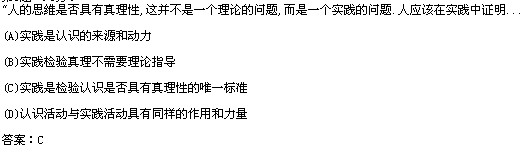 "人的思维是否具有真理性,这并不是一个理论的问题,而是一个实践的问题.人应该在实践中证明...
(A)实践是认识的来源和动力
(B)实践检验真理不需要理论指导
(C)实践是检验认识是否具有真理性的唯一标准
(D)认识活动与实践活动具有同样的作用和力量
答案：C